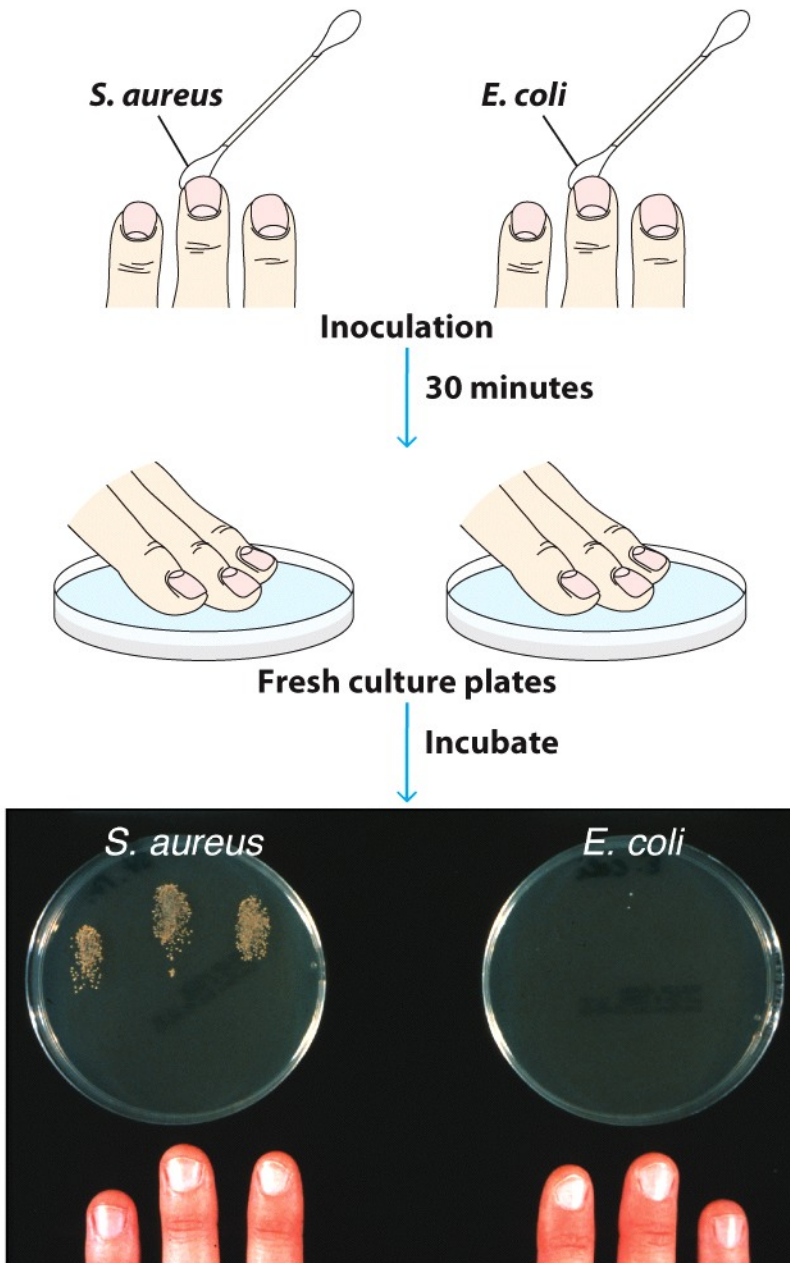 S. aureus
E. coli
Inoculation
30 minutes
Fresh culture plates
Incubate
S. aureus
E. coli